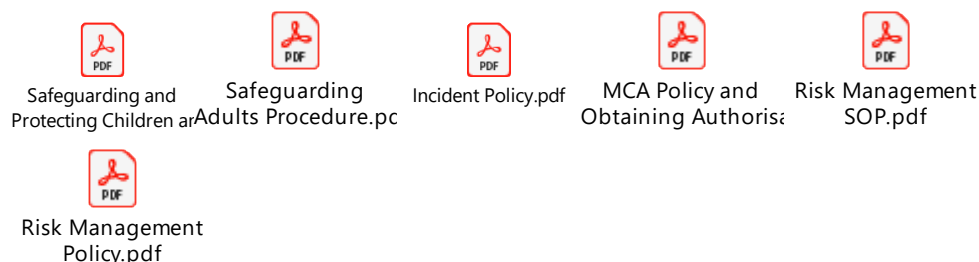 PDF
Safeguarding and
Protecting Children ar
PDF
Safeguarding
Adults Procedure.pc
PDF
Incident Policy.pdf
PDF
MCA Policy and
Obtaining Authorisa
PDF
Risk Management
SOP.pdf
PDF
Risk Management
Policy.pdf